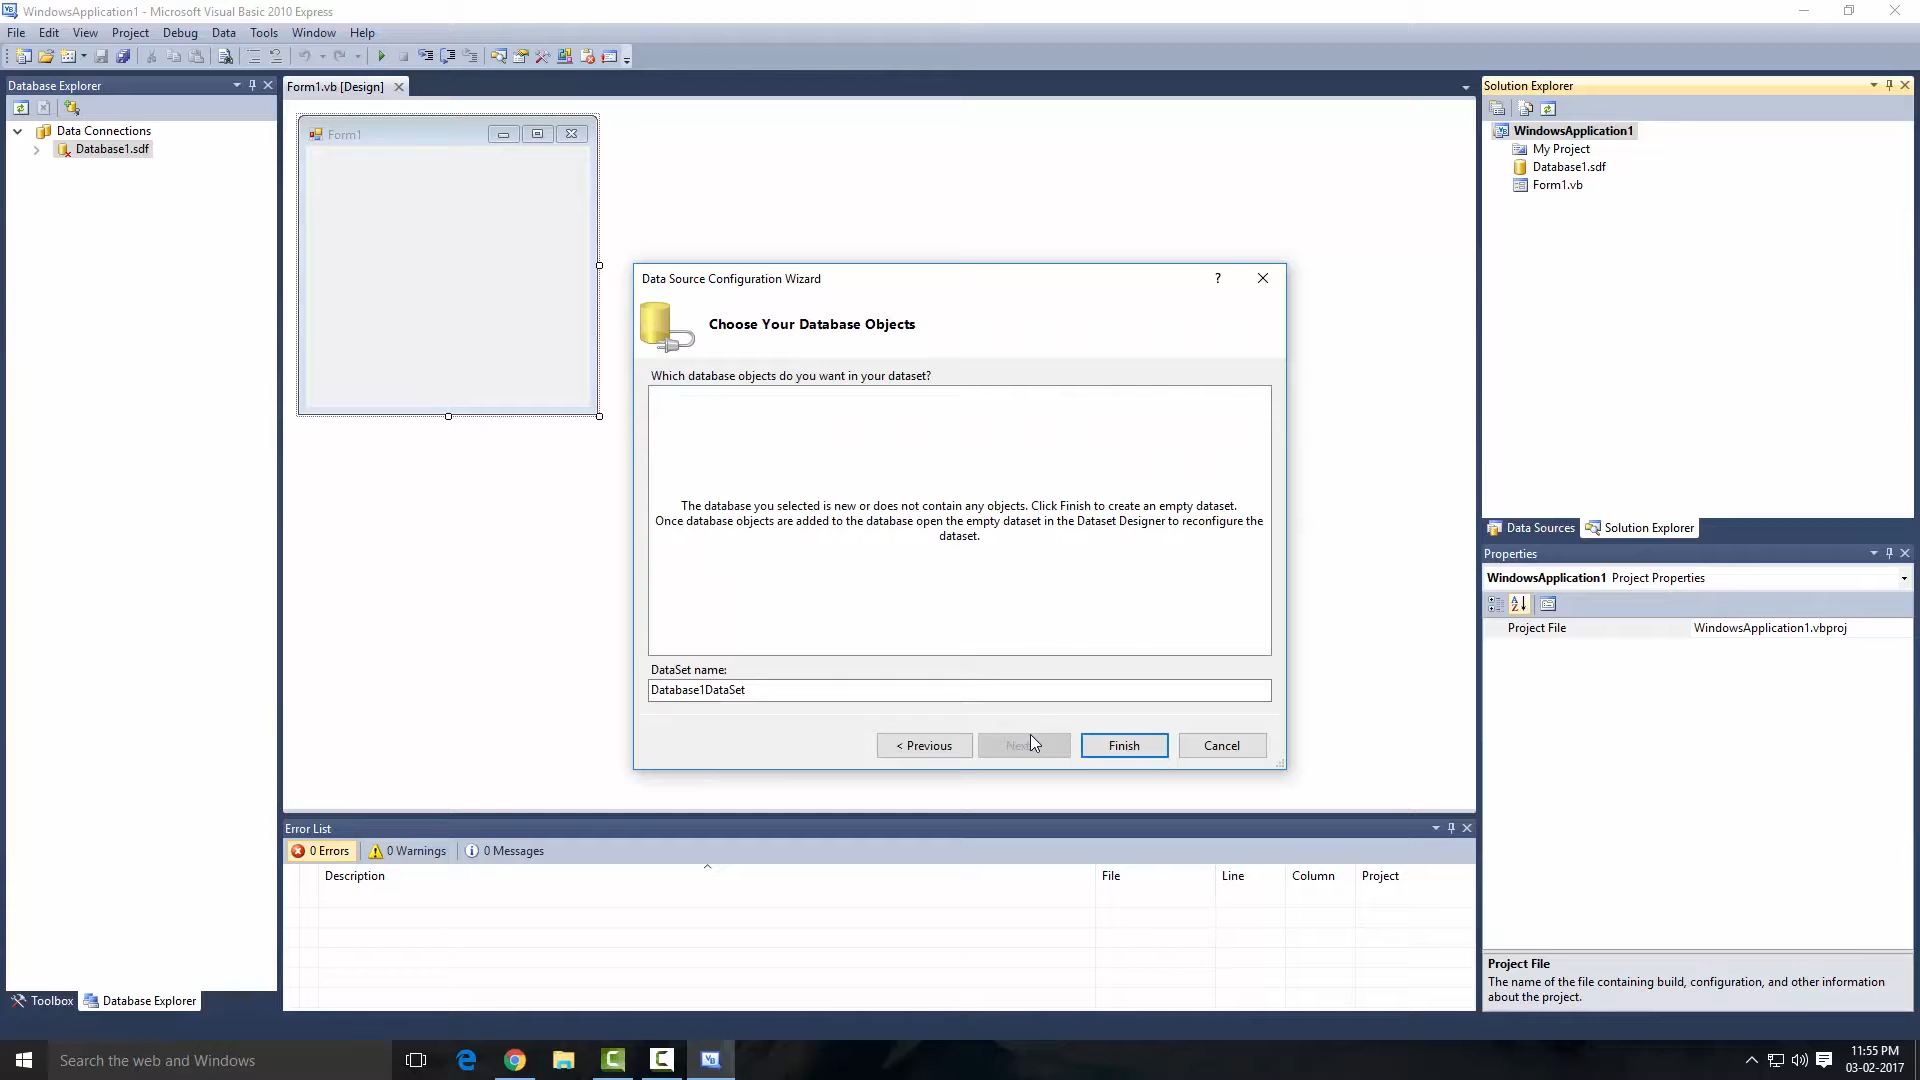 WindowsApplication1 - Microsoft Visual Basic 2010 Express
File Edit View Project Debug Data Tools Window Help
Database Explorer
Data Connections
Database1.sdf
Form1.vb [Design]
Form1
Solution Explorer
WindowsApplication1
My Project
Database1.sdf
Form1.vb
Data Source Configuration Wizard
?
Choose Your Database Objects
Which database objects do you want in your dataset?
The database you selected is new or does not contain any objects. Click Finish to create an empty dataset.
Once database objects are added to the database open the empty dataset in the Dataset Designer to reconfigure the
dataset.
DataSet name:
Database1DataSet
< Previous
Finish
Cancel
Data Sources Solution Explorer
Properties
WindowsApplication1 Project Properties
Project File WindowsApplication1.vbproj
Project File
The name of the file containing build, configuration, and other information
about the project.
Error List
0 Errors 0 Warnings 0 Messages
Description File Line Column Project
Toolbox Database Explorer
Search the web and Windows
11:55 PM
03-02-2017